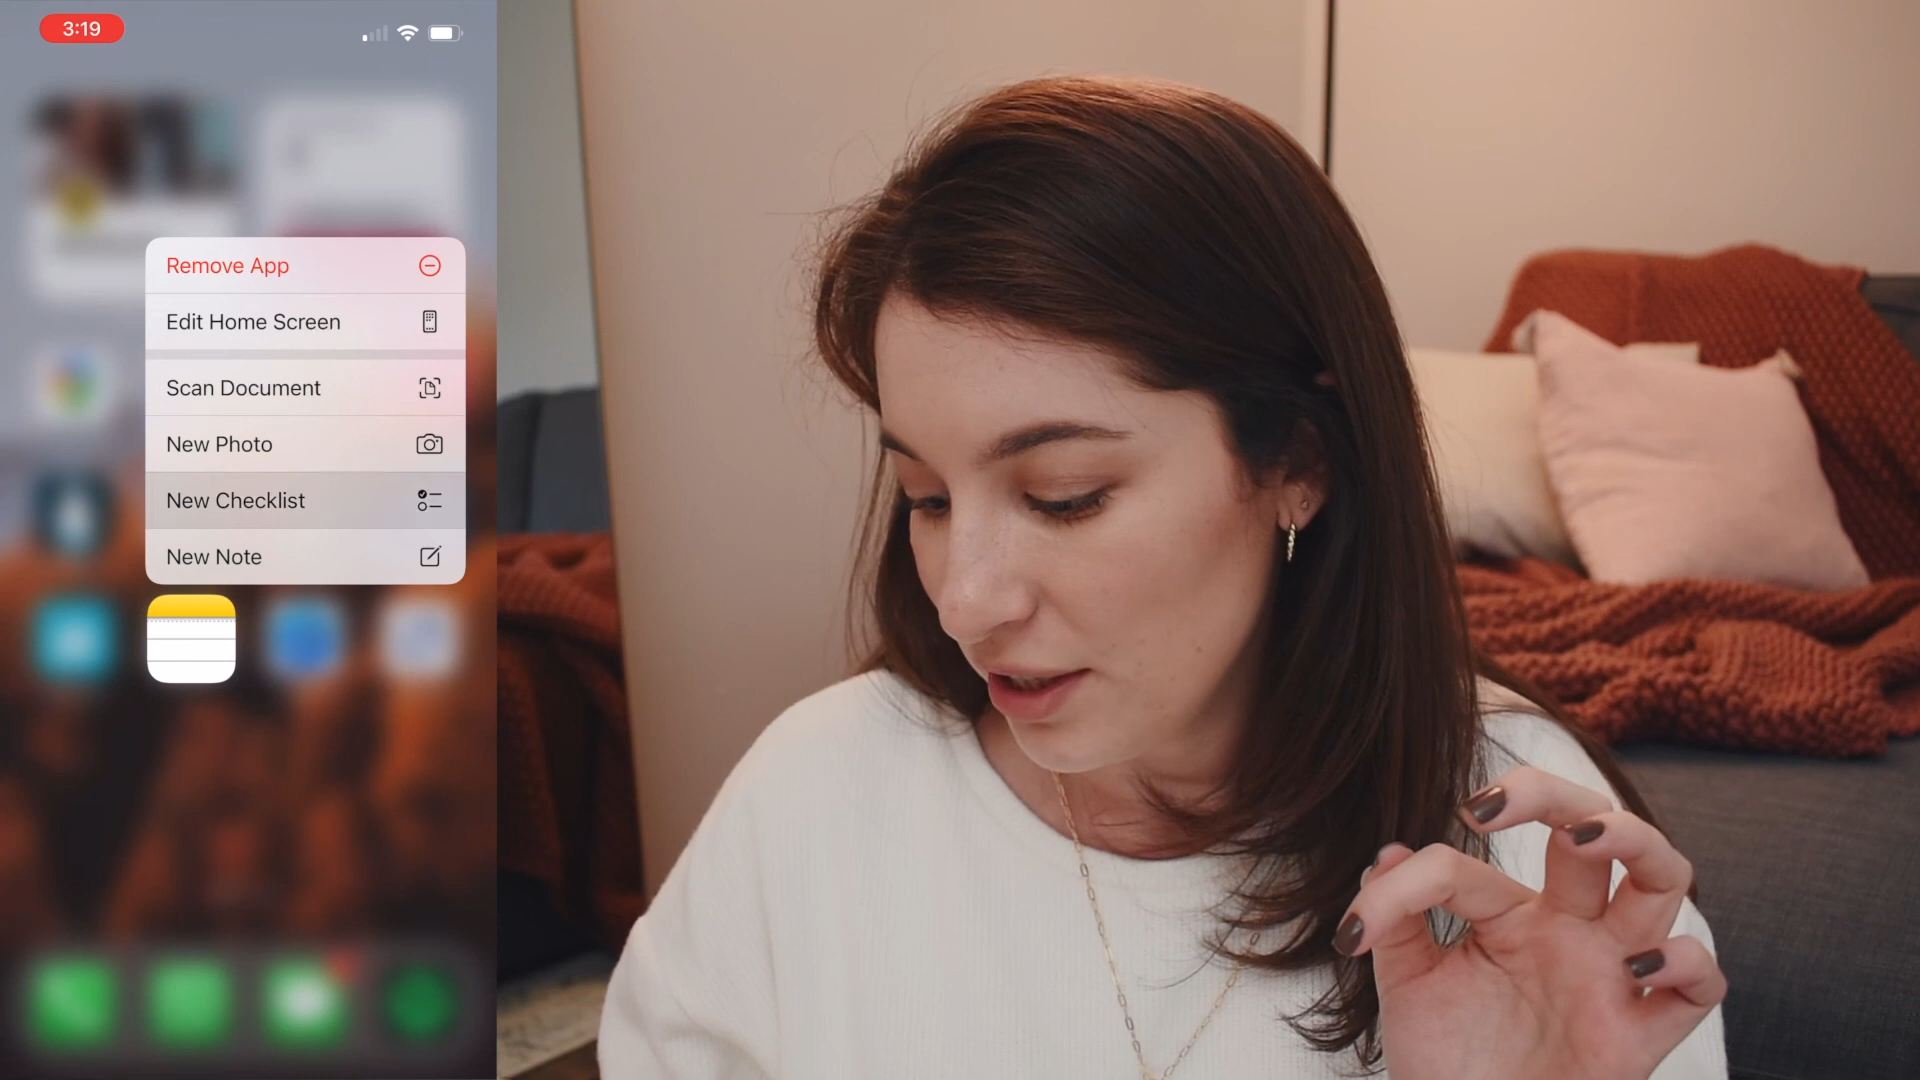 3:19
Remove App
Edit Home Screen
Scan Document
New Photo
New Checklist
New Note